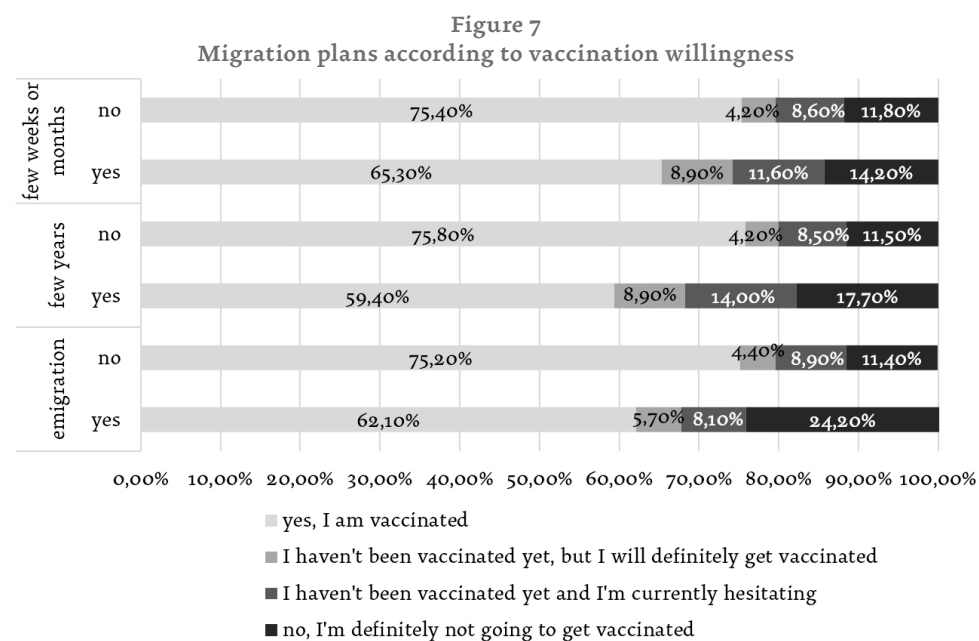 Figure 7
Migration plans according to vaccination willingness
few weeks or
months
no
75,40%
4,20%
8,60%
11,80%
yes
65,30%
8,90%
11,60%
14,20%
few years
no
75,80%
4,20%
8,50%
11,50%
yes
59,40%
8,90%
14,00%
17,70%
emigration
no
75,20%
4,40%
8,90%
11,40%
yes
62,10%
5,70%
8,10%
24,20%
0,00% 10,00% 20,00% 30,00% 40,00% 50,00% 60,00% 70,00% 80,00% 90,00% 100,00%
yes, I am vaccinated
I haven't been vaccinated yet, but I will definitely get vaccinated
I haven't been vaccinated yet and I'm currently hesitating
no, I'm definitely not going to get vaccinated